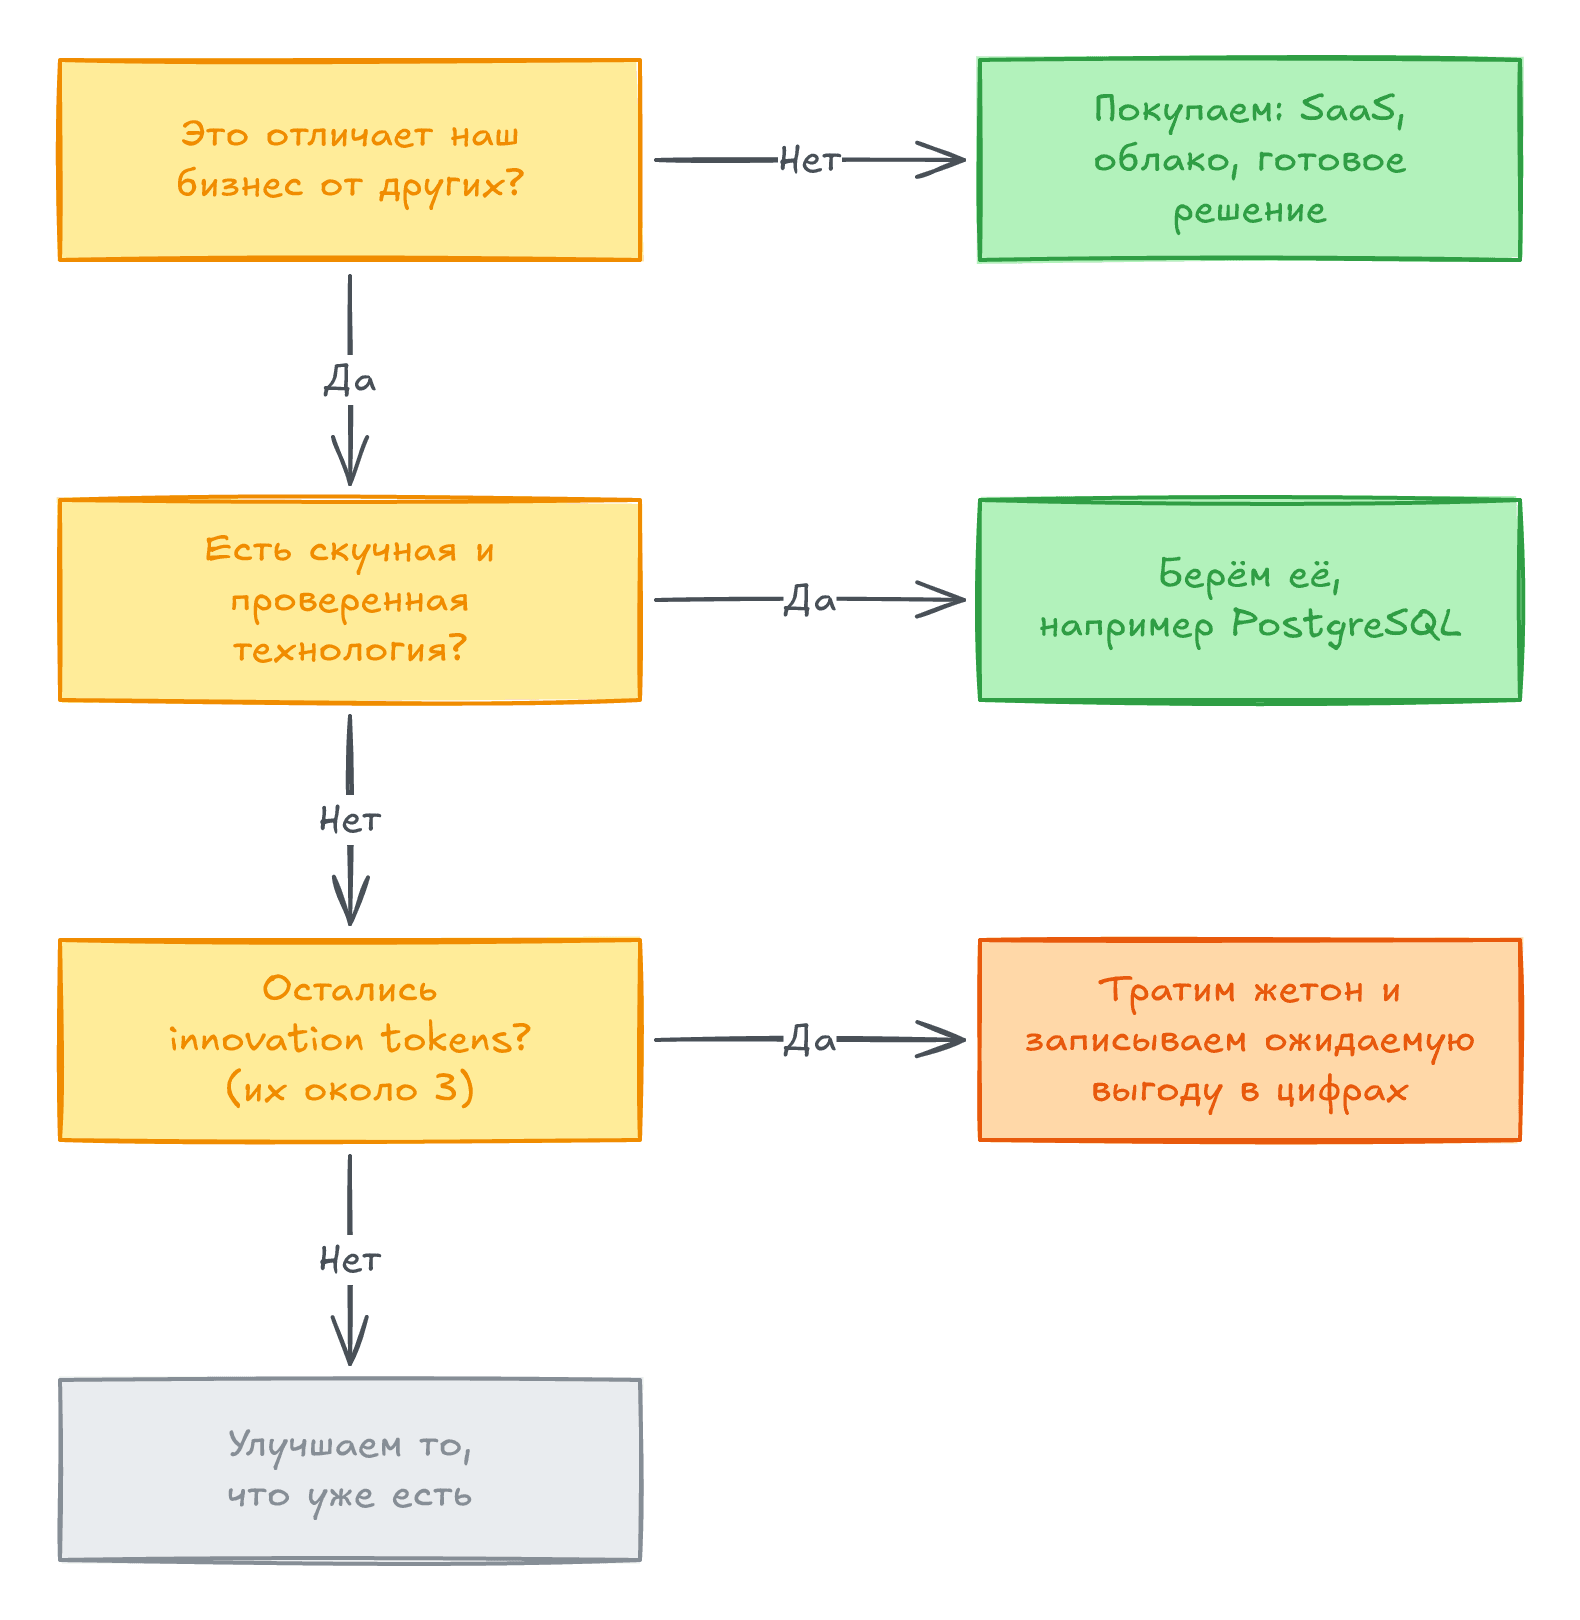 Это отличает наш
бизнес от других?
Нет
Покупаем: SaaS,
облако, готовое
решение
Да
Есть скучная и
проверенная
технология?
Да
Берём её,
например PostgreSQL
Нет
Остались
innovation tokens?
(их около 3)
Да
Тратим жетон и
записываем ожидаемую
выгоду в цифрах
Нет
Улучшаем то,
что уже есть